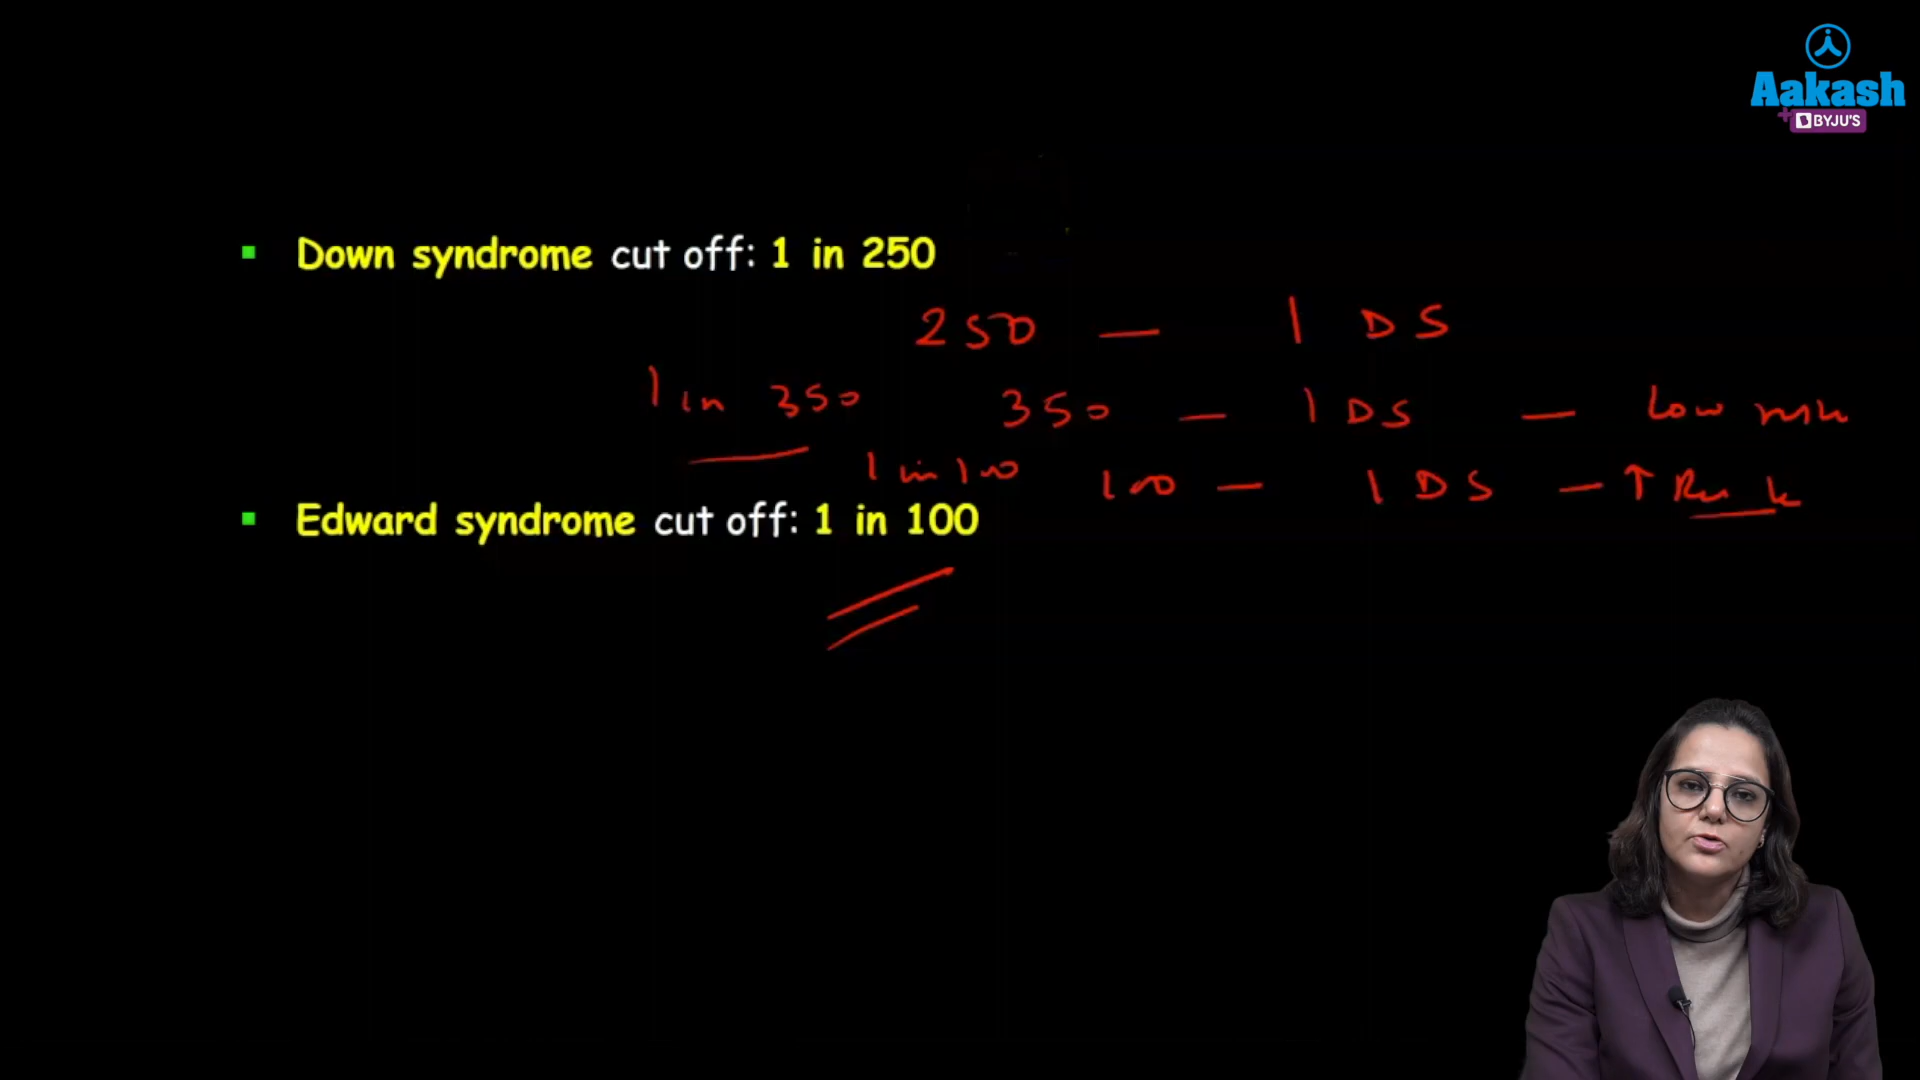 Aakash
+ BYJU'S
Down syndrome cut off: 1 in 250
250 — 1 DS
1 in 350 350 — 1 DS — Low risk
1 in 100 100 — 1 DS — ↑ Risk
Edward syndrome cut off: 1 in 100